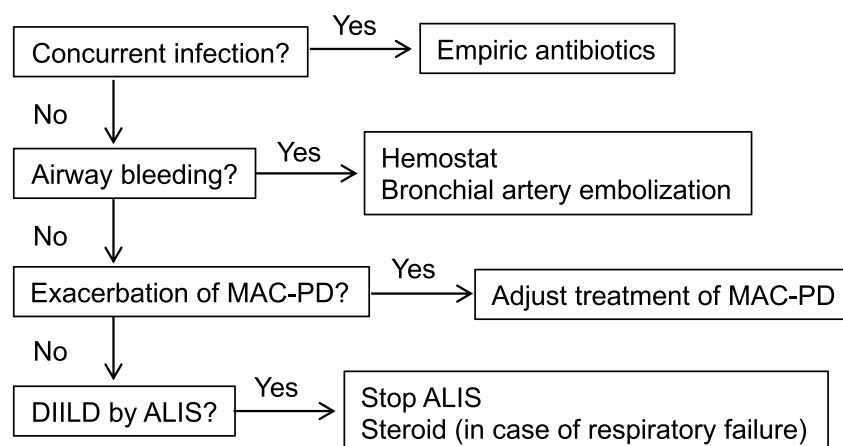 Concurrent infection?
Yes
Empiric antibiotics
No
Airway bleeding?
Yes
Hemostat
Bronchial artery embolization
No
Exacerbation of MAC-PD?
Yes
Adjust treatment of MAC-PD
No
DIILD by ALIS?
Yes
Stop ALIS
Steroid (in case of respiratory failure)